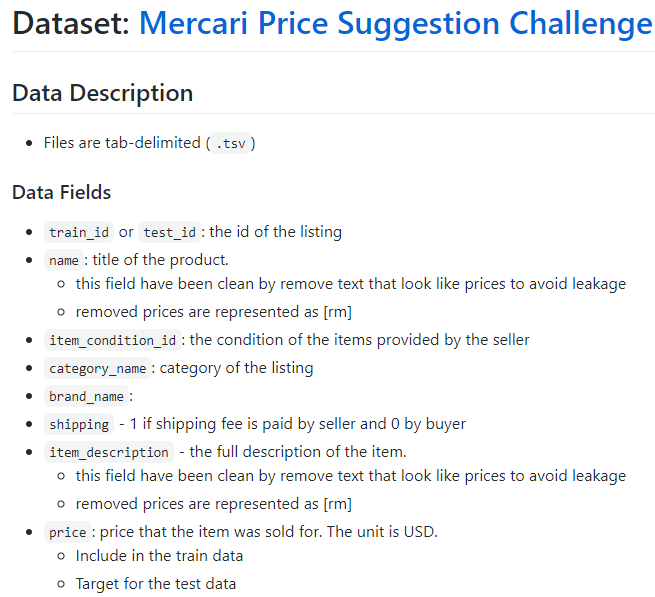 Dataset: Mercari Price Suggestion Challenge
Data Description
Files are tab-delimited (.tsv)
Data Fields
train_id or test_id: the id of the listing
name: title of the product.
this field have been clean by remove text that look like prices to avoid leakage
removed prices are represented as [rm]
item_condition_id: the condition of the items provided by the seller
category_name: category of the listing
brand_name:
shipping - 1 if shipping fee is paid by seller and 0 by buyer
item_description - the full description of the item.
this field have been clean by remove text that look like prices to avoid leakage
removed prices are represented as [rm]
price: price that the item was sold for. The unit is USD.
Include in the train data
Target for the test data